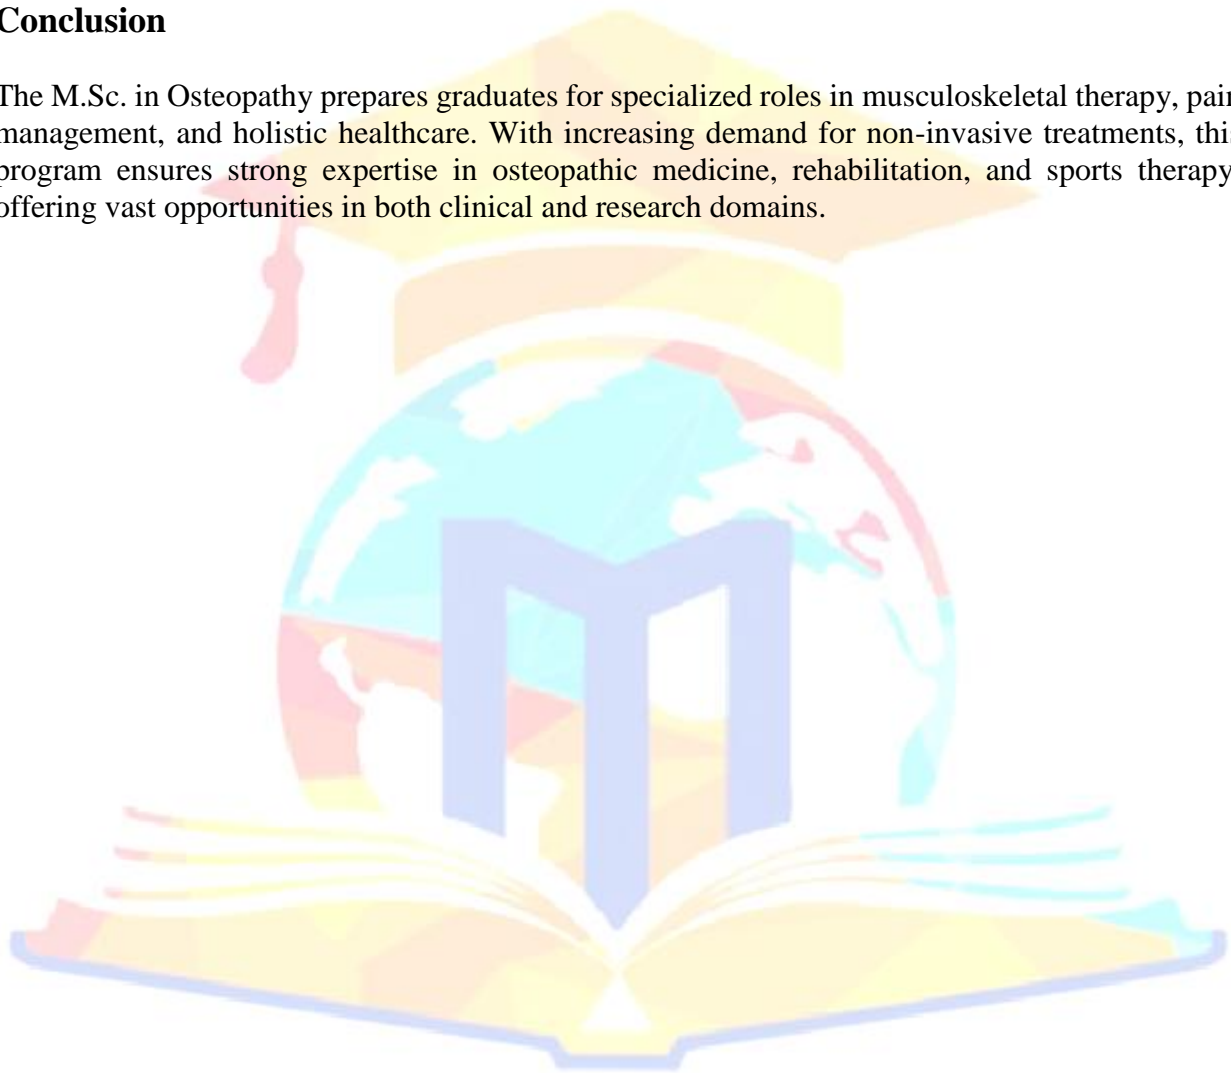 Conclusion
The M.Sc. in Osteopathy prepares graduates for specialized roles in musculoskeletal therapy, pain
management, and holistic healthcare. With increasing demand for non-invasive treatments, this
program ensures strong expertise in osteopathic medicine, rehabilitation, and sports therapy,
offering vast opportunities in both clinical and research domains.